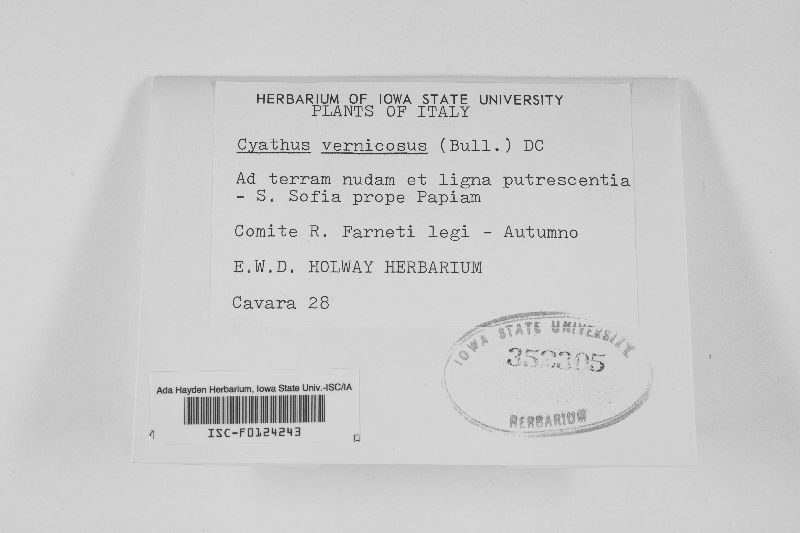 HERBARIUM OF IOWA STATE UNIVERSITY
PLANTS OF ITALY
Cyathus vernicosus (Bull.) DC
Ad terram nudam et ligna putrescentia
- S. Sofia prope Papiam
Comite R. Farneti legi - Autumno
E.W.D. HOLWAY HERBARIUM
Cavara 28
IOWA STATE UNIVERSITY
352305
HERBARIUM
Ada Hayden Herbarium, Iowa State Univ.-ISC/IA
ISC-F0124243